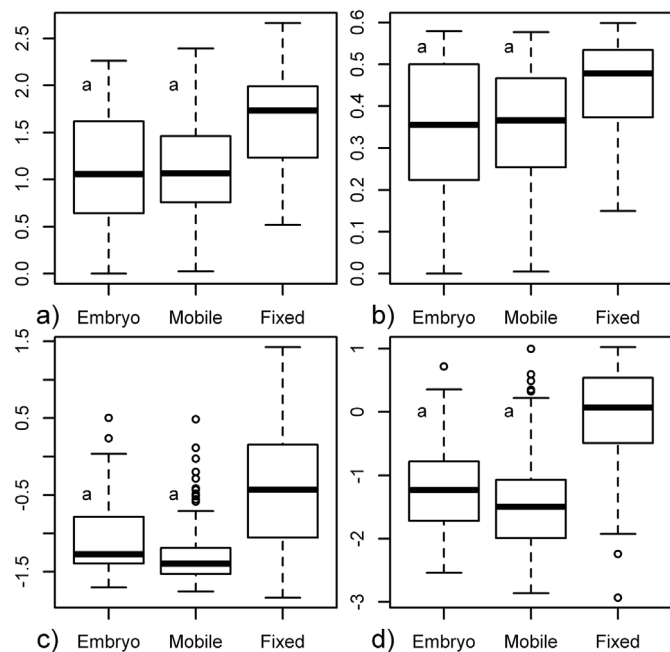 2.5
2.0
1.5
1.0
0.5
0.0
a
a
a)
Embryo
Mobile
Fixed
0.6
0.5
0.4
0.3
0.2
0.1
0.0
a
a
b)
Embryo
Mobile
Fixed
1.5
0.5
-0.5
-1.5
a
a
c)
Embryo
Mobile
Fixed
1
0
-1
-2
-3
a
a
d)
Embryo
Mobile
Fixed